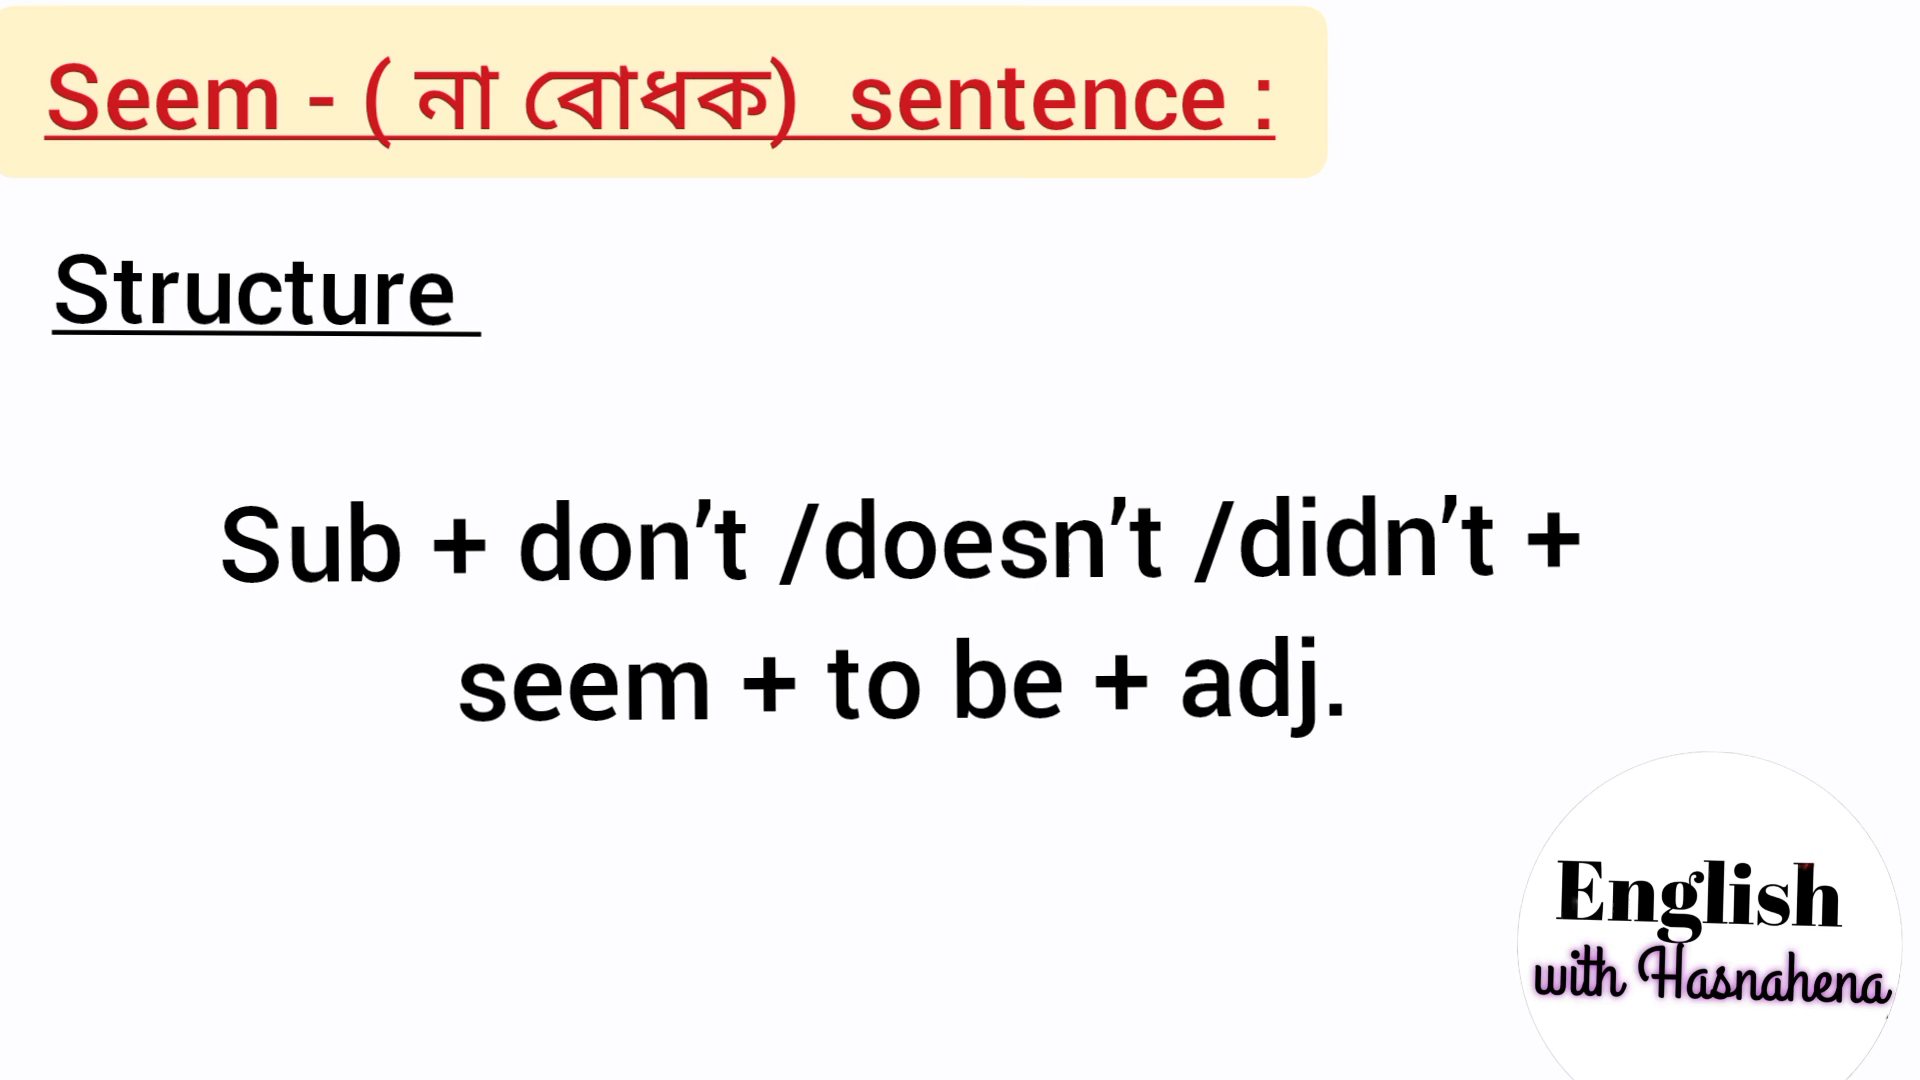 Seem - ( না বোধক) sentence :
Structure
Sub + don’t /doesn’t /didn’t +
seem + to be + adj.
English
with Hasnahena